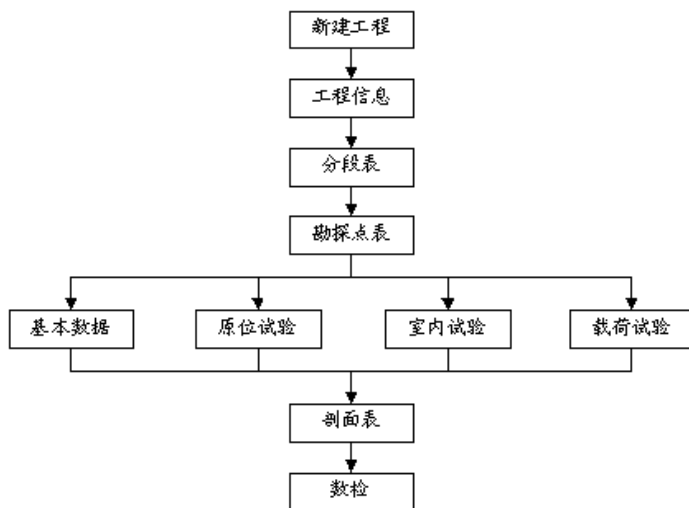 新建工程
工程信息
分段表
勘探点表
基本数据
原位试验
室内试验
载荷试验
剖面表
数检